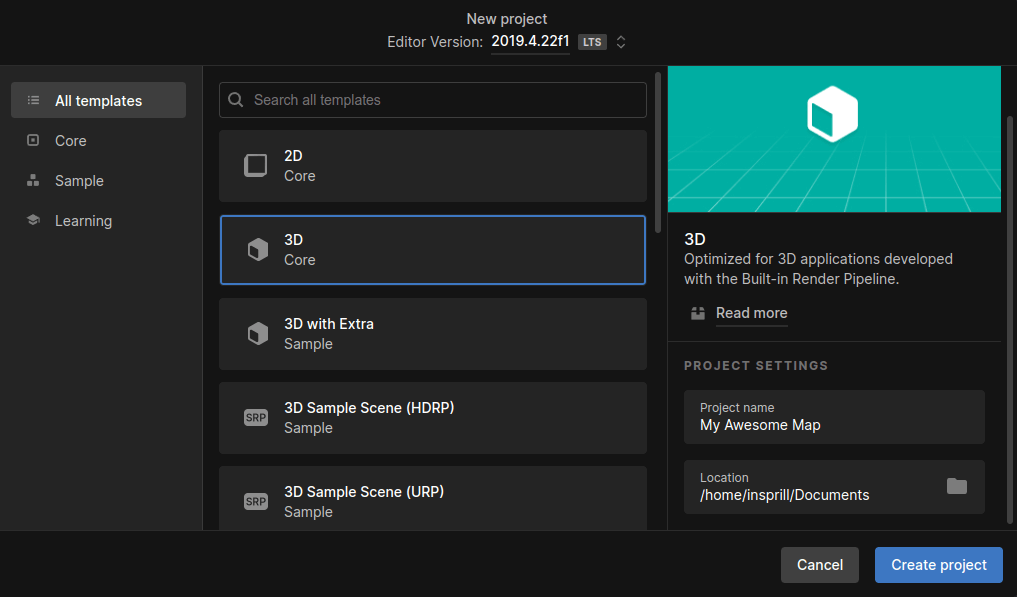 New project
Editor Version: 2019.4.22f1 LTS
All templates
Core
Sample
Learning
Search all templates
2D
Core
3D
Core
3D with Extra
Sample
SRP
3D Sample Scene (HDRP)
Sample
SRP
3D Sample Scene (URP)
Sample
3D
Optimized for 3D applications developed
with the Built-in Render Pipeline.
Read more
PROJECT SETTINGS
Project name
My Awesome Map
Location
/home/insprill/Documents
Cancel
Create project